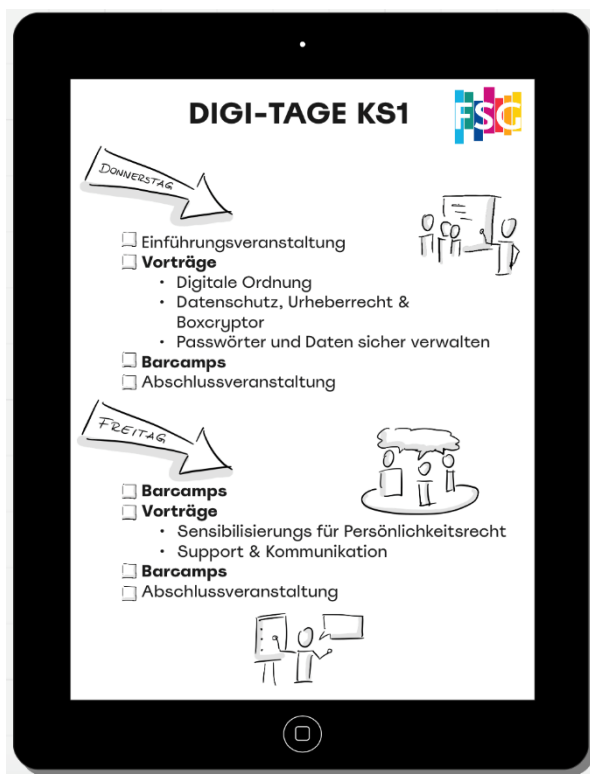 DIGI-TAGE KS1
FSG
DONNERSTAG
Einführungsveranstaltung
Vorträge
• Digitale Ordnung
• Datenschutz, Urheberrecht &
Boxcryptor
• Passwörter und Daten sicher verwalten
Barcamps
Abschlussveranstaltung
FREITAG
Barcamps
Vorträge
• Sensibilisierungs für Persönlichkeitsrecht
• Support & Kommunikation
Barcamps
Abschlussveranstaltung